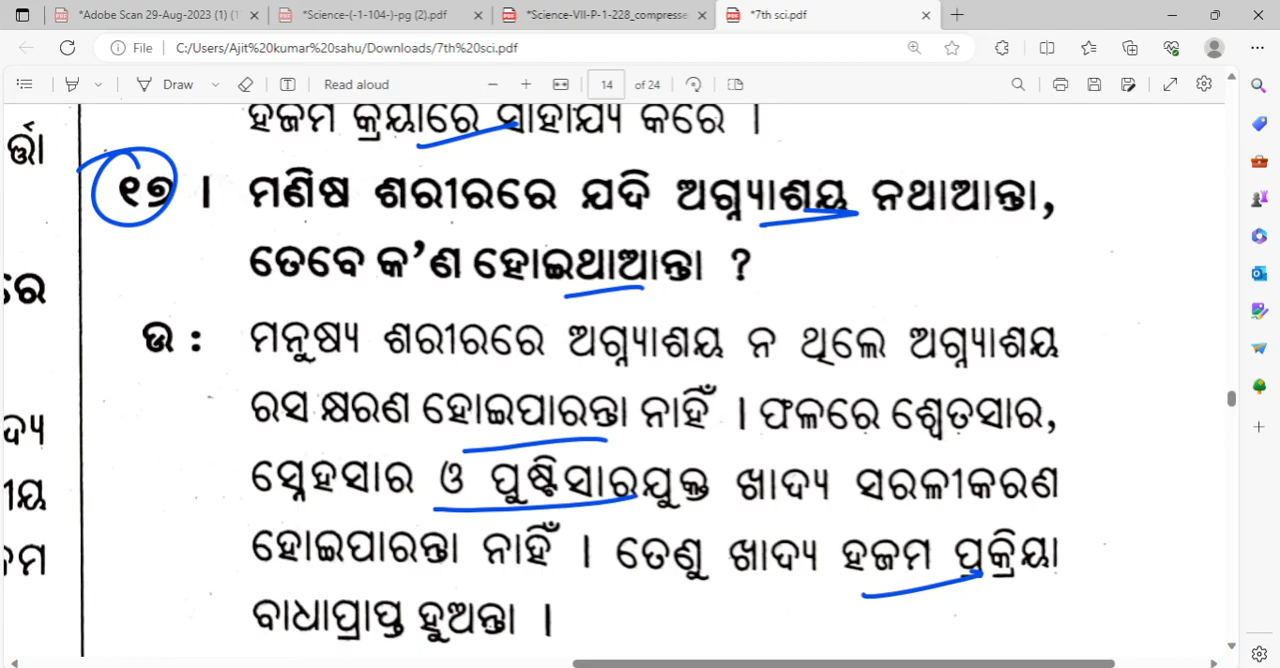 *Adobe Scan 29-Aug-2023 (1) (1
*Science-(-1-104-)-pg (2).pdf
*Science-VII-P-1-228_compresse
*7th sci.pdf
File
C:/Users/Ajit%20kumar%20sahu/Downloads/7th%20sci.pdf
Draw
Read aloud
14
of 24
ହଜମ କ୍ରିୟାରେ ସାହାଯ୍ୟ କରେ ।
୧୭ । ମଣିଷ ଶରୀରରେ ଯଦି ଅଗ୍ନ୍ୟାଶୟ ନଥାଆନ୍ତା,
ତେବେ କ’ଣ ହୋଇଥାଆନ୍ତା ?
ଉ : ମନୁଷ୍ୟ ଶରୀରରେ ଅଗ୍ନ୍ୟାଶୟ ନ ଥିଲେ ଅଗ୍ନ୍ୟାଶୟ
ରସ କ୍ଷରଣ ହୋଇପାରନ୍ତା ନାହିଁ । ଫଳରେ ଶ୍ଵେତସାର,
ସ୍ନେହସାର ଓ ପୁଷ୍ଟିସାରଯୁକ୍ତ ଖାଦ୍ୟ ସରଳୀକରଣ
ହୋଇପାରନ୍ତା ନାହିଁ । ତେଣୁ ଖାଦ୍ୟ ହଜମ ପ୍ରକ୍ରିୟା
ବାଧାପ୍ରାପ୍ତ ହୁଅନ୍ତା ।